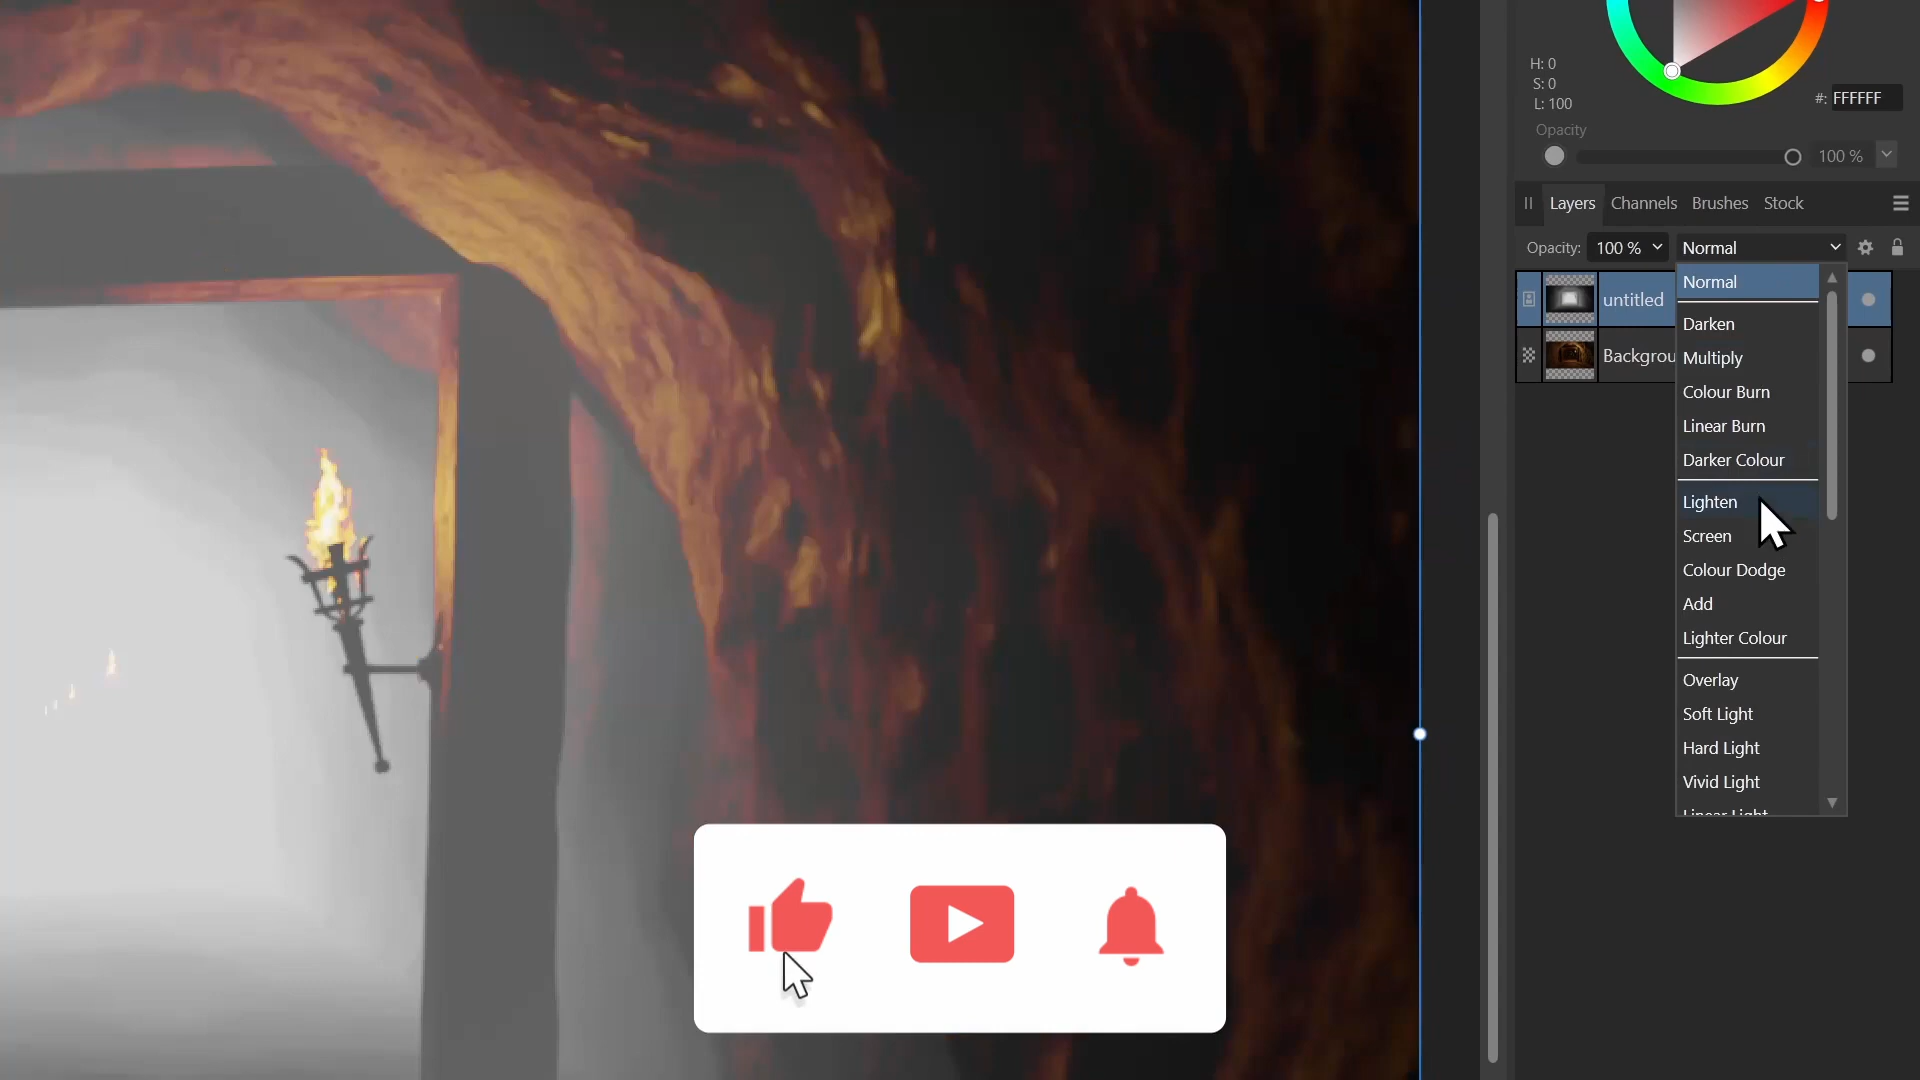 H: 0
S: 0
L: 100
#: FFFFFF
Opacity
100 %
Layers Channels Brushes Stock
Opacity: 100 % Normal
Normal
untitled
Darken
Backgrou
Multiply
Colour Burn
Linear Burn
Darker Colour
Lighten
Screen
Colour Dodge
Add
Lighter Colour
Overlay
Soft Light
Hard Light
Vivid Light
Linear Light